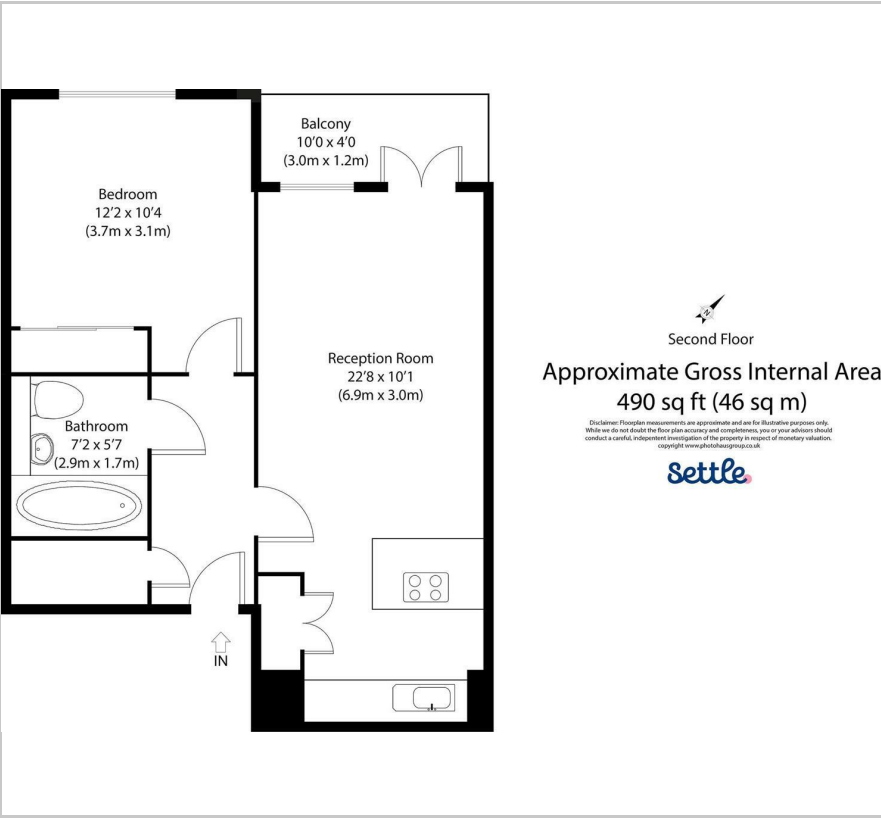 Balcony
10'0 x 4'0
(3.0m x 1.2m)
Bedroom
12'2 x 10'4
(3.7m x 3.1m)
Reception Room
22'8 x 10'1
(6.9m x 3.0m)
Bathroom
7'2 x 5'7
(2.9m x 1.7m)
IN
N
Second Floor
Approximate Gross Internal Area
490 sq ft (46 sq m)
Disclaimer: Floorplan measurements are approximate and are for illustrative purposes only.
While we do not doubt the floor plan accuracy and completeness, you or your advisors should
conduct a careful, indepentent investigation of the property in respect of monetary valuation.
copyright www.photohausgroup.co.uk
Settle